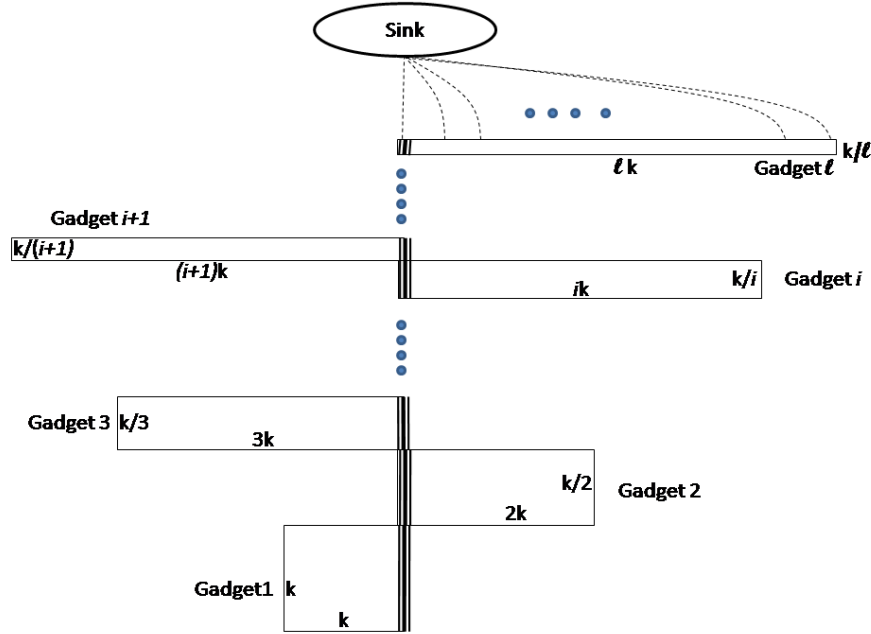 Sink
k/ℓ
ℓ k
Gadget ℓ
Gadget i+1
k/(i+1)
(i+1)k
k/i
Gadget i
ik
Gadget 3
k/3
3k
k/2
Gadget 2
2k
Gadget1
k
k